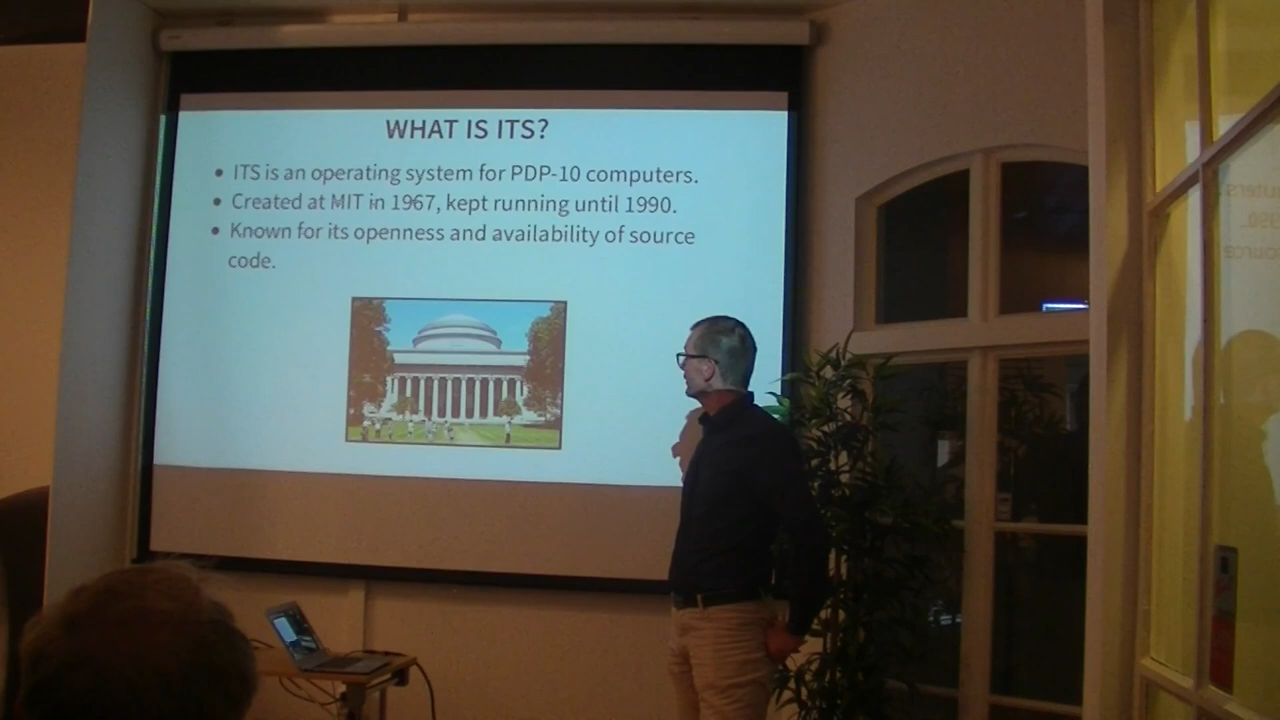 WHAT IS ITS?
• ITS is an operating system for PDP-10 computers.
• Created at MIT in 1967, kept running until 1990.
• Known for its openness and availability of source
code.